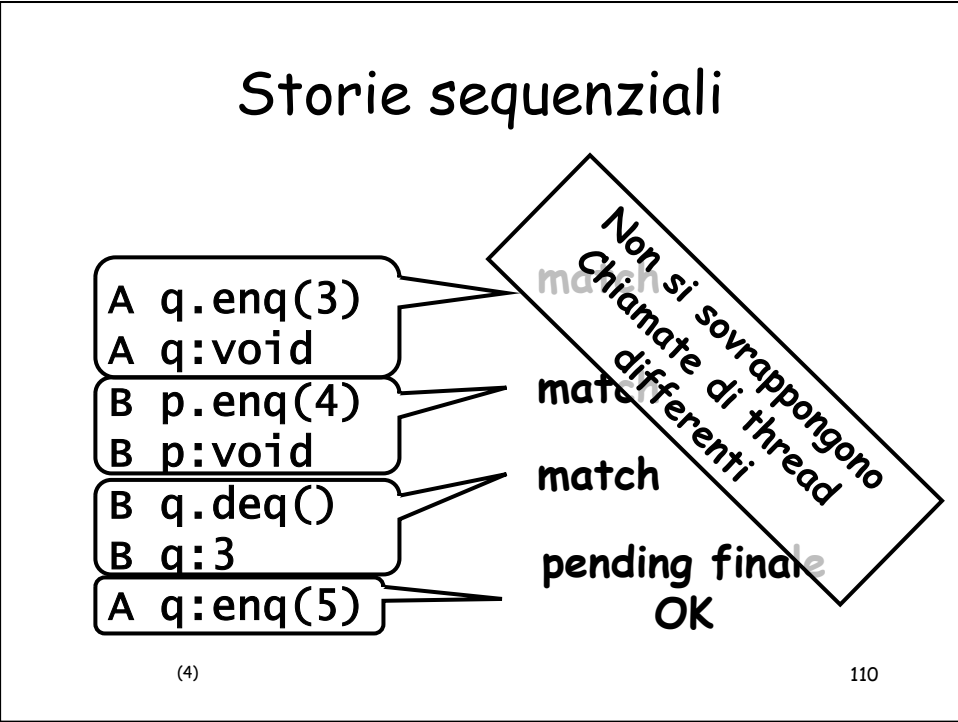 Storie sequenziali
A q.enq(3)
A q:void
match
B p.enq(4)
B p:void
match
B q.deq()
B q:3
match
A q:enq(5)
pending finale
OK
Non si sovrappongono
Chiamate di thread
differenti
(4)
110